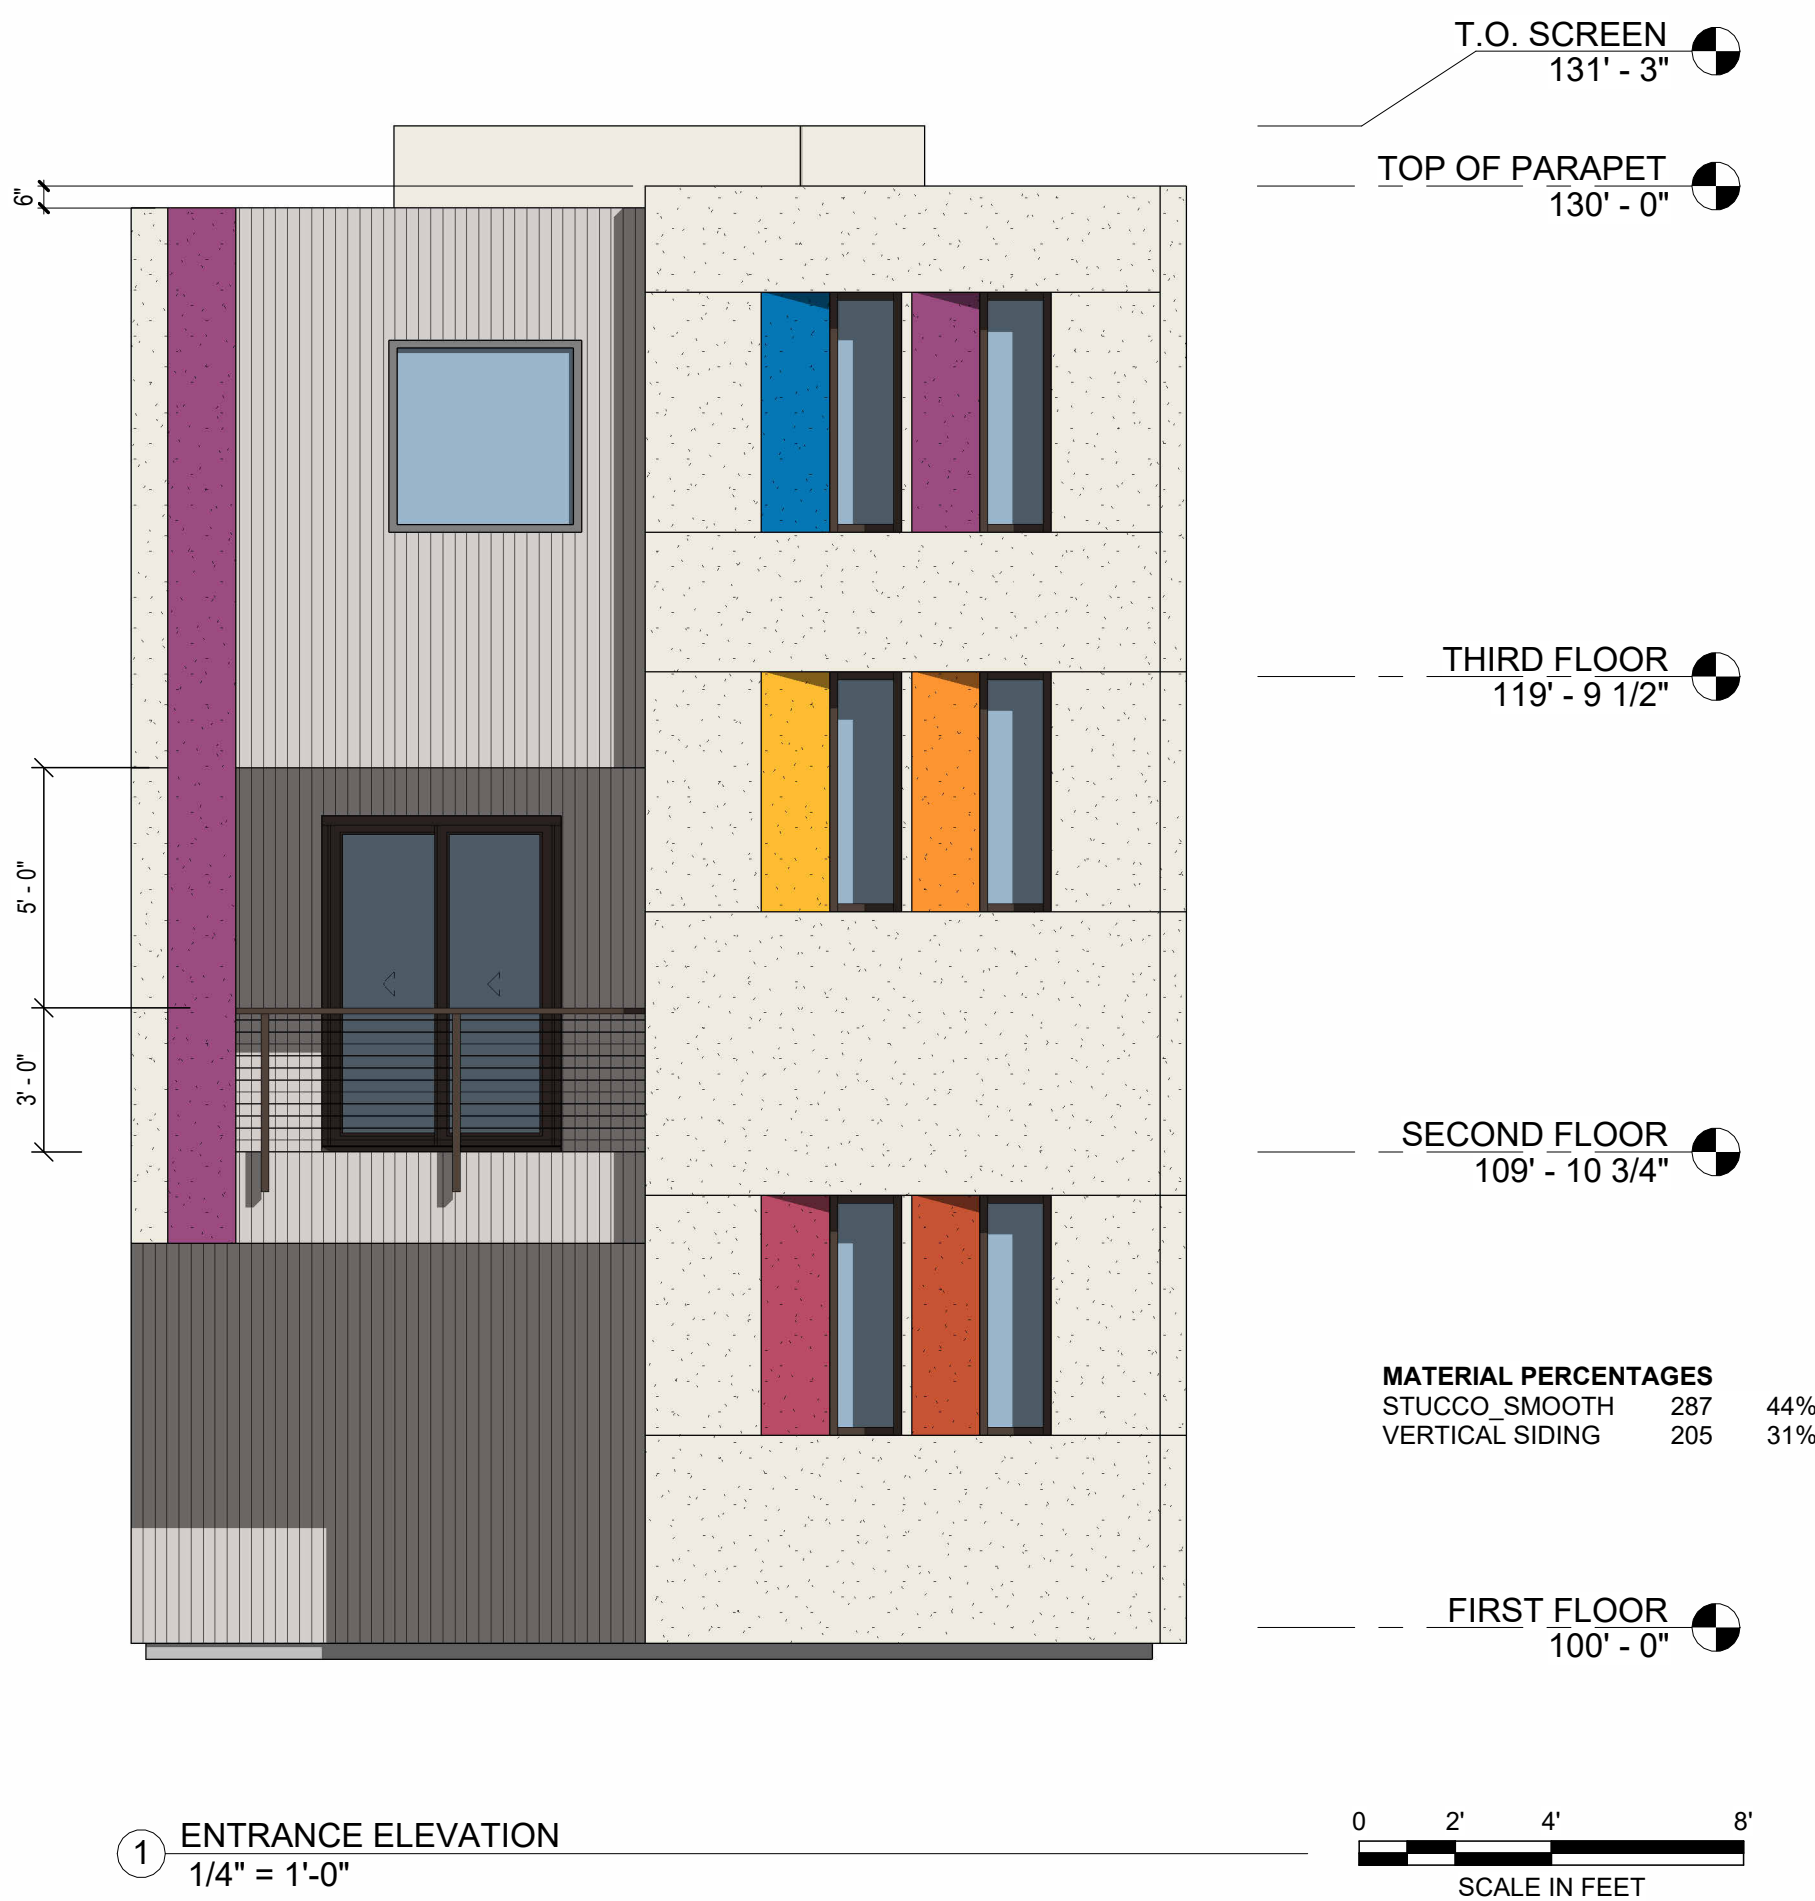 T.O. SCREEN
131' - 3"
TOP OF PARAPET
130' - 0"
6"
THIRD FLOOR
119' - 9 1/2"
5' - 0"
3' - 0"
SECOND FLOOR
109' - 10 3/4"
MATERIAL PERCENTAGES
STUCCO_SMOOTH 287 44%
VERTICAL SIDING 205 31%
FIRST FLOOR
100' - 0"
1 ENTRANCE ELEVATION
1/4" = 1'-0"
0 2' 4' 8'
SCALE IN FEET